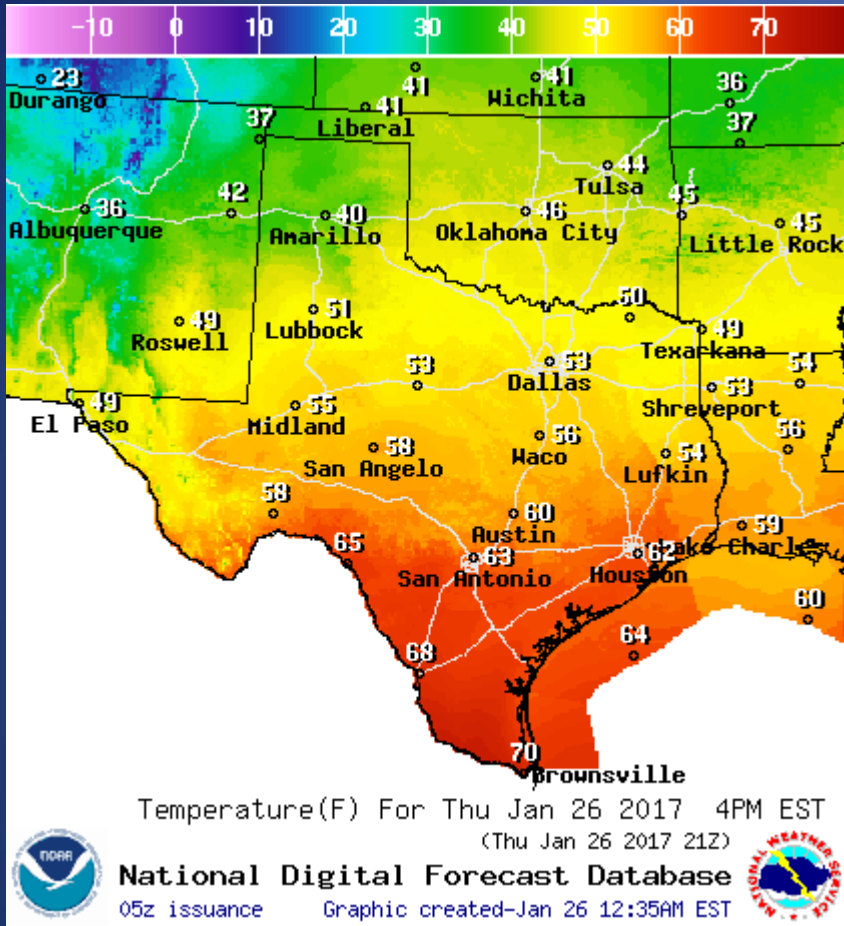 -10 0 10 20 30 40 50 60 70
23
Durango
41
41
Wichita
36
37
41
Liberal
37
44
Tulsa
36
Albuquerque
42
40
Amarillo
46
Oklahoma City
45
45
Little Rock
49
Roswell
51
Lubbock
50
49
Texarkana
53
53
Dallas
53
Shreveport
54
49
El Paso
55
Midland
58
San Angelo
56
Waco
54
Lufkin
56
58
60
Austin
59
Lake Charles
65
63
San Antonio
62
Houston
60
68
64
70
Brownsville
Temperature(F) For Thu Jan 26 2017 4PM EST
(Thu Jan 26 2017 21Z)
National Digital Forecast Database
05z issuance Graphic created-Jan 26 12:35AM EST
NOAA
NATIONAL WEATHER SERVICE